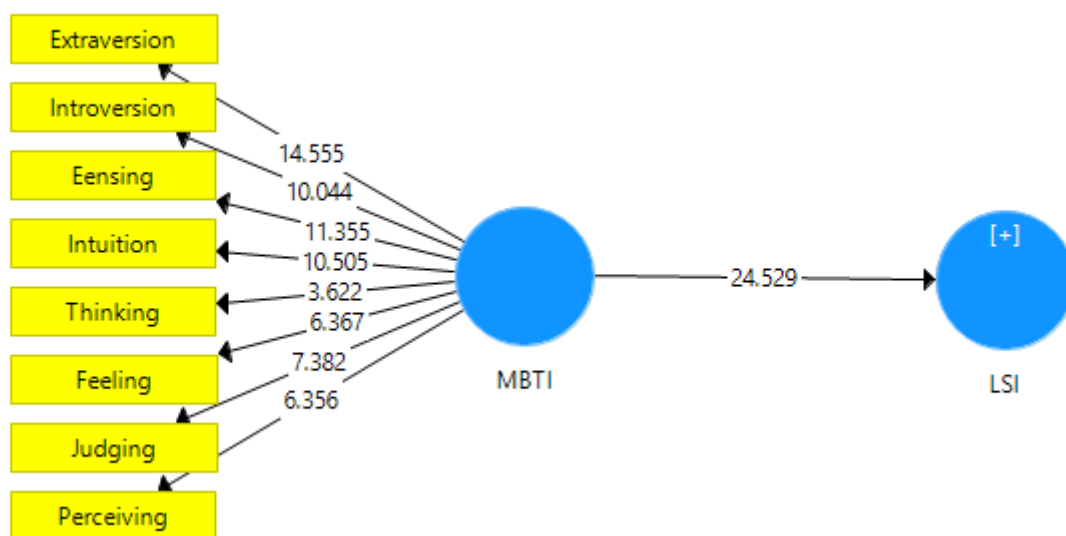 Extraversion
Introversion
Eensing
Intuition
Thinking
Feeling
Judging
Perceiving
14.555
10.044
11.355
10.505
3.622
6.367
7.382
6.356
MBTI
24.529
[+]
LSI